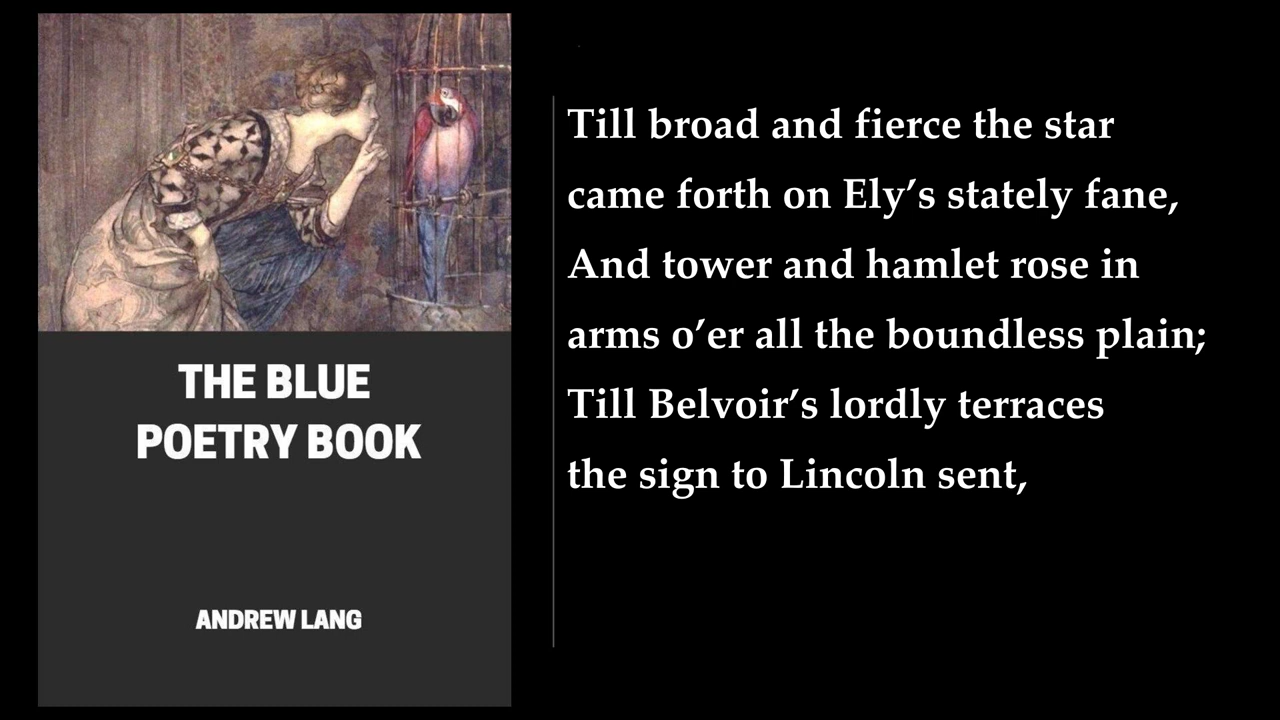 THE BLUE
POETRY BOOK
ANDREW LANG
Till broad and fierce the star
came forth on Ely’s stately fane,
And tower and hamlet rose in
arms o’er all the boundless plain;
Till Belvoir’s lordly terraces
the sign to Lincoln sent,